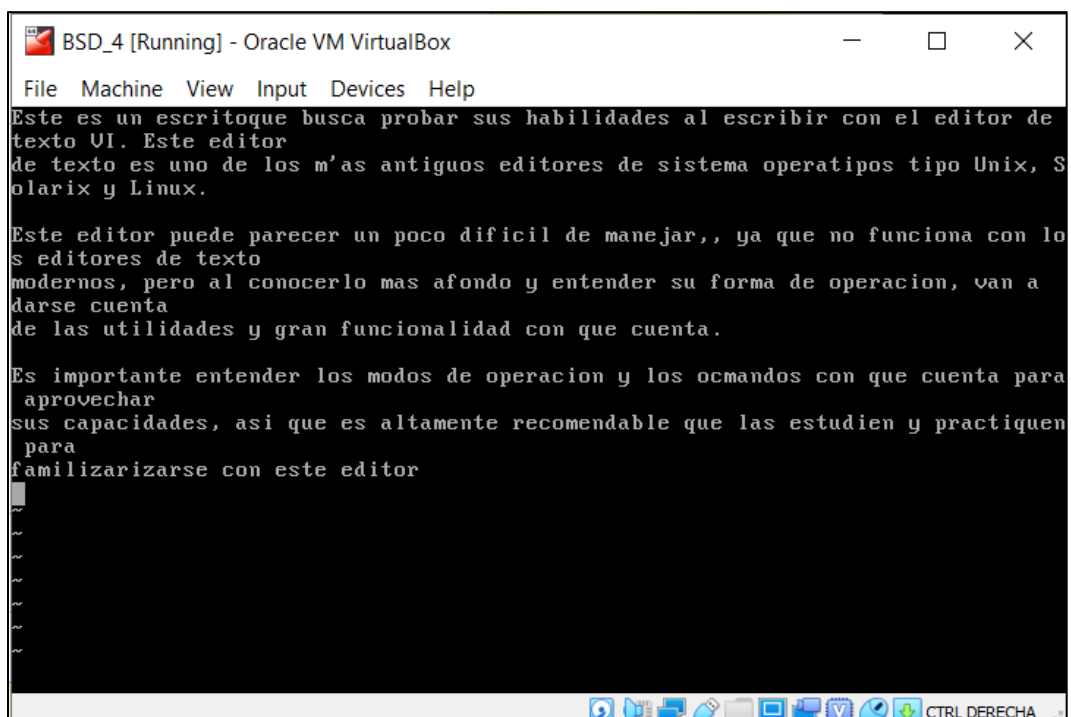 BSD_4 [Running] - Oracle VM VirtualBox
File Machine View Input Devices Help
Este es un escritoque busca probar sus habilidades al escribir con el editor de
texto VI. Este editor
de texto es uno de los m'as antiguos editores de sistema operatipos tipo Unix, S
olarix y Linux.
Este editor puede parecer un poco dificil de manejar,, ya que no funciona con lo
s editores de texto
modernos, pero al conocerlo mas afondo y entender su forma de operacion, van a
darse cuenta
de las utilidades y gran funcionalidad con que cuenta.
Es importante entender los modos de operacion y los ocmandos con que cuenta para
aprovechar
sus capacidades, asi que es altamente recomendable que las estudien y practiquen
para
familizarizarse con este editor
~
~
~
~
~
~
~
CTRL DERECHA